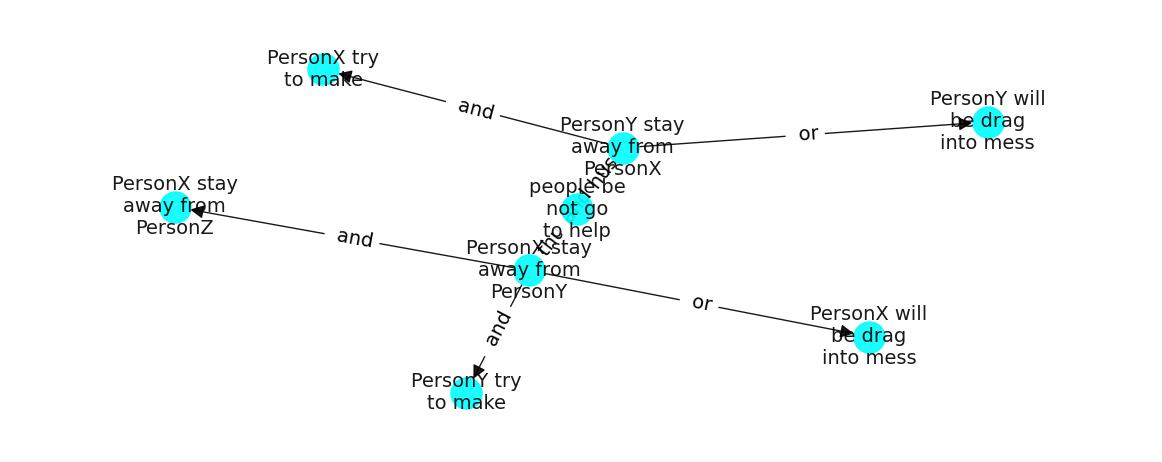 PersonX try
to make
and
PersonY stay
away from
PersonX
or
PersonY will
be drag
into mess
people be
not go
to help
PersonX stay
away from
PersonZ
and
PersonX stay
away from
PersonY
or
PersonX will
be drag
into mess
and
PersonY try
to make